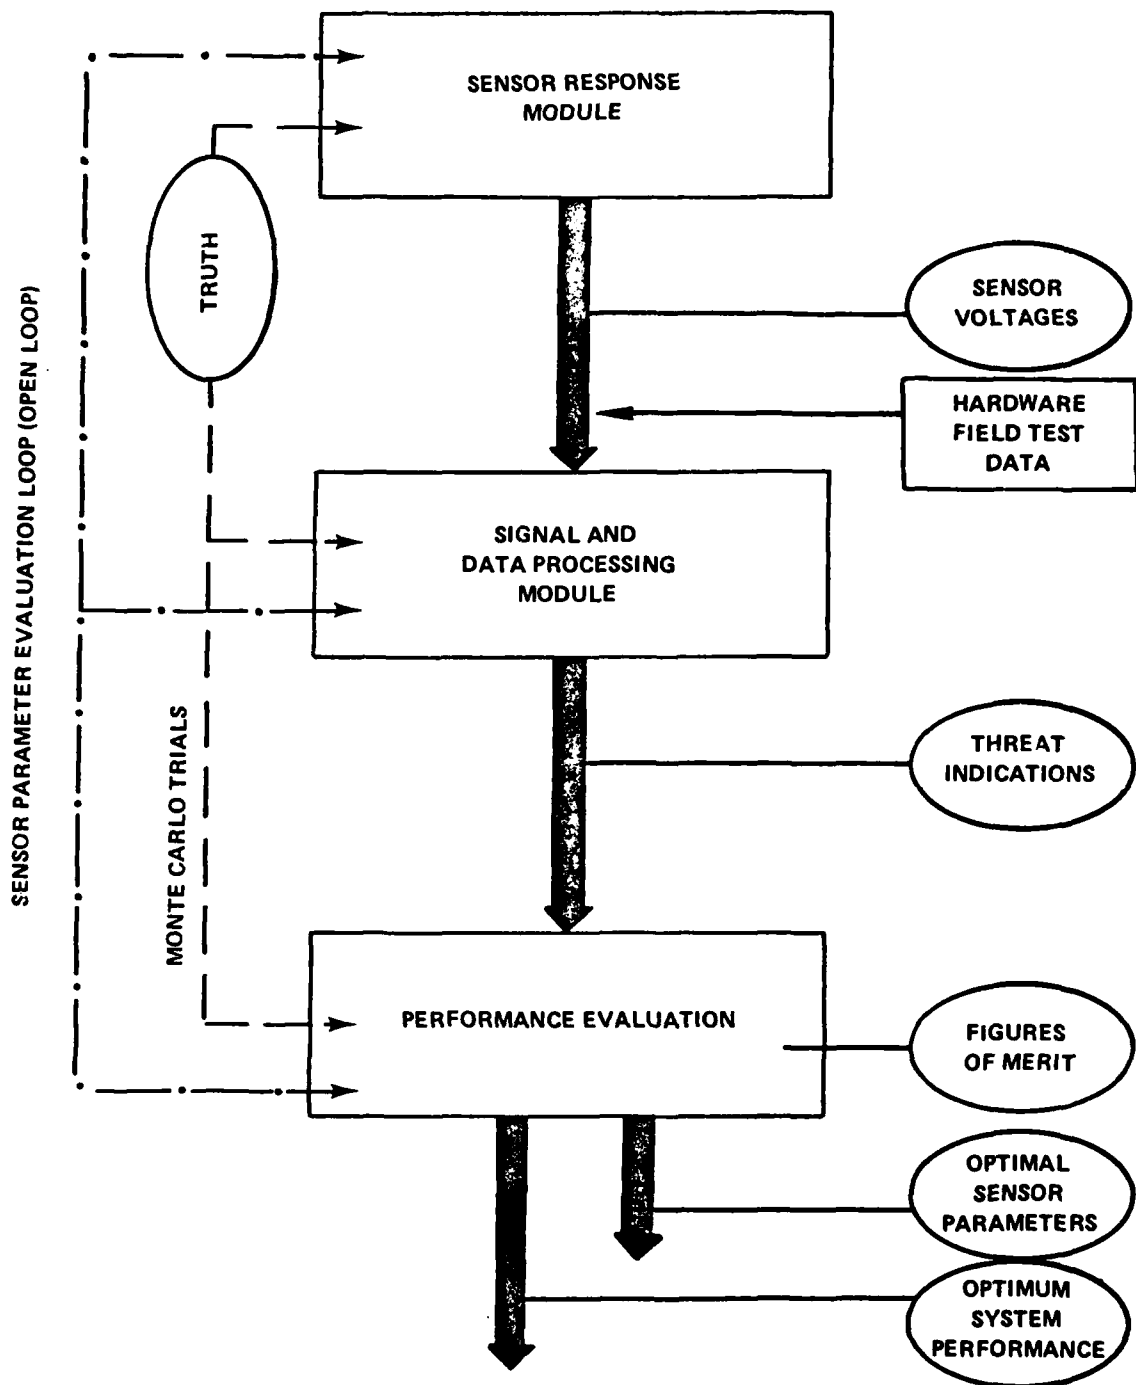 SENSOR RESPONSE
MODULE
TRUTH
SENSOR
VOLTAGES
HARDWARE
FIELD TEST
DATA
SENSOR PARAMETER EVALUATION LOOP (OPEN LOOP)
SIGNAL AND
DATA PROCESSING
MODULE
MONTE CARLO TRIALS
THREAT
INDICATIONS
PERFORMANCE EVALUATION
FIGURES
OF MERIT
OPTIMAL
SENSOR
PARAMETERS
OPTIMUM
SYSTEM
PERFORMANCE